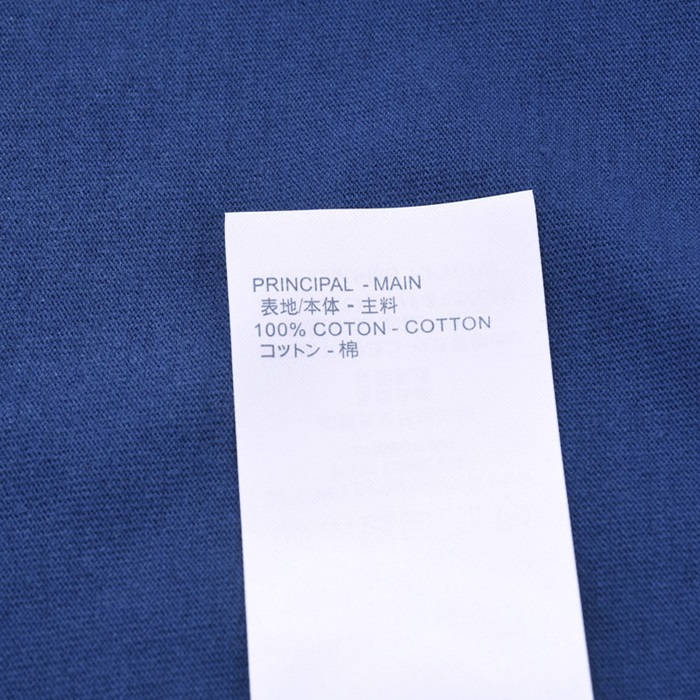 PRINCIPAL - MAIN
表地/本体 - 主料
100% COTON - COTTON
コットン - 棉